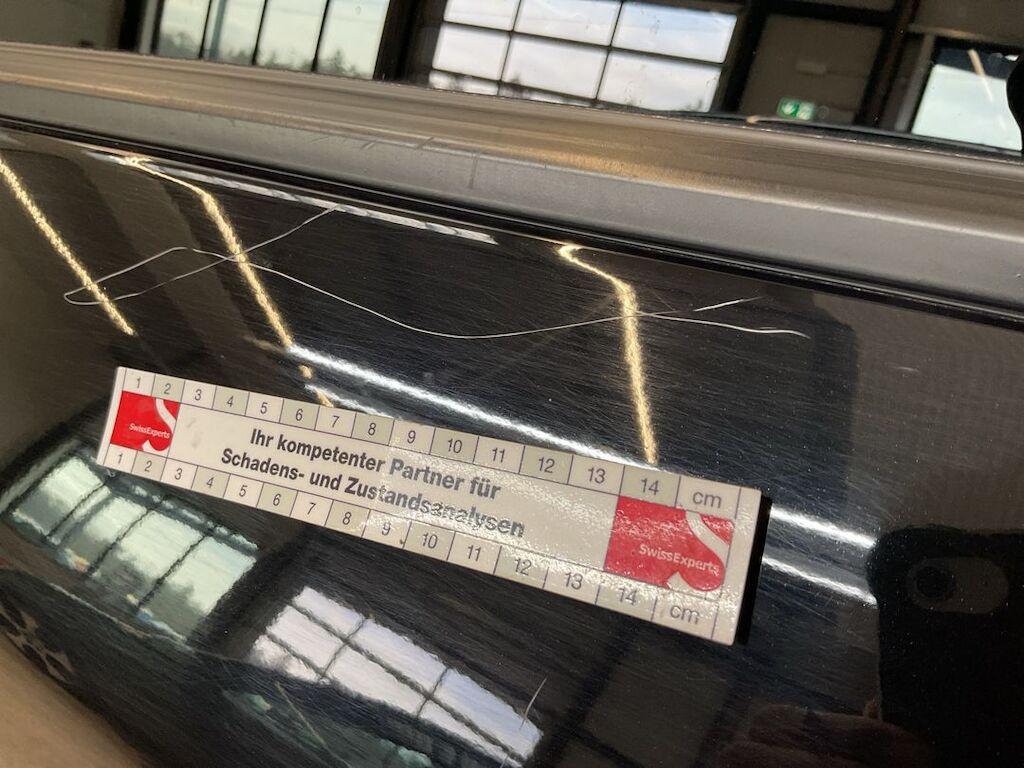 1 2 3 4 5 6 7 8 9 10 11 12 13 14 cm
SwissExperts
Ihr kompetenter Partner für
Schadens- und Zustandsanalysen
SwissExperts
1 2 3 4 5 6 7 8 9 10 11 12 13 14 cm